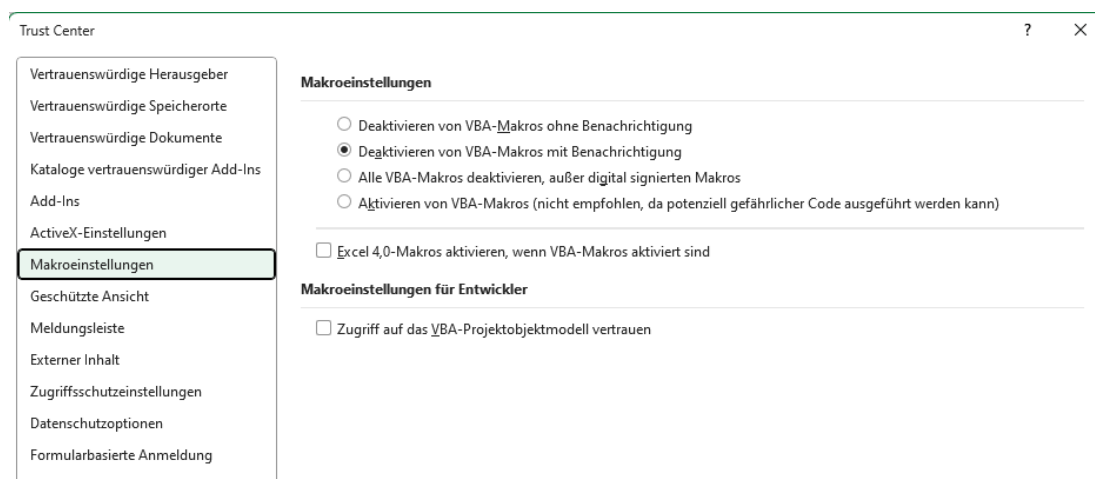 Trust Center
?
Vertrauenswürdige Herausgeber
Vertrauenswürdige Speicherorte
Vertrauenswürdige Dokumente
Kataloge vertrauenswürdiger Add-Ins
Add-Ins
ActiveX-Einstellungen
Makroeinstellungen
Geschützte Ansicht
Meldungsleiste
Externer Inhalt
Zugriffsschutzeinstellungen
Datenschutzoptionen
Formularbasierte Anmeldung
Makroeinstellungen
Deaktivieren von VBA-Makros ohne Benachrichtigung
Deaktivieren von VBA-Makros mit Benachrichtigung
Alle VBA-Makros deaktivieren, außer digital signierten Makros
Aktivieren von VBA-Makros (nicht empfohlen, da potenziell gefährlicher Code ausgeführt werden kann)
Excel 4,0-Makros aktivieren, wenn VBA-Makros aktiviert sind
Makroeinstellungen für Entwickler
Zugriff auf das VBA-Projektobjektmodell vertrauen